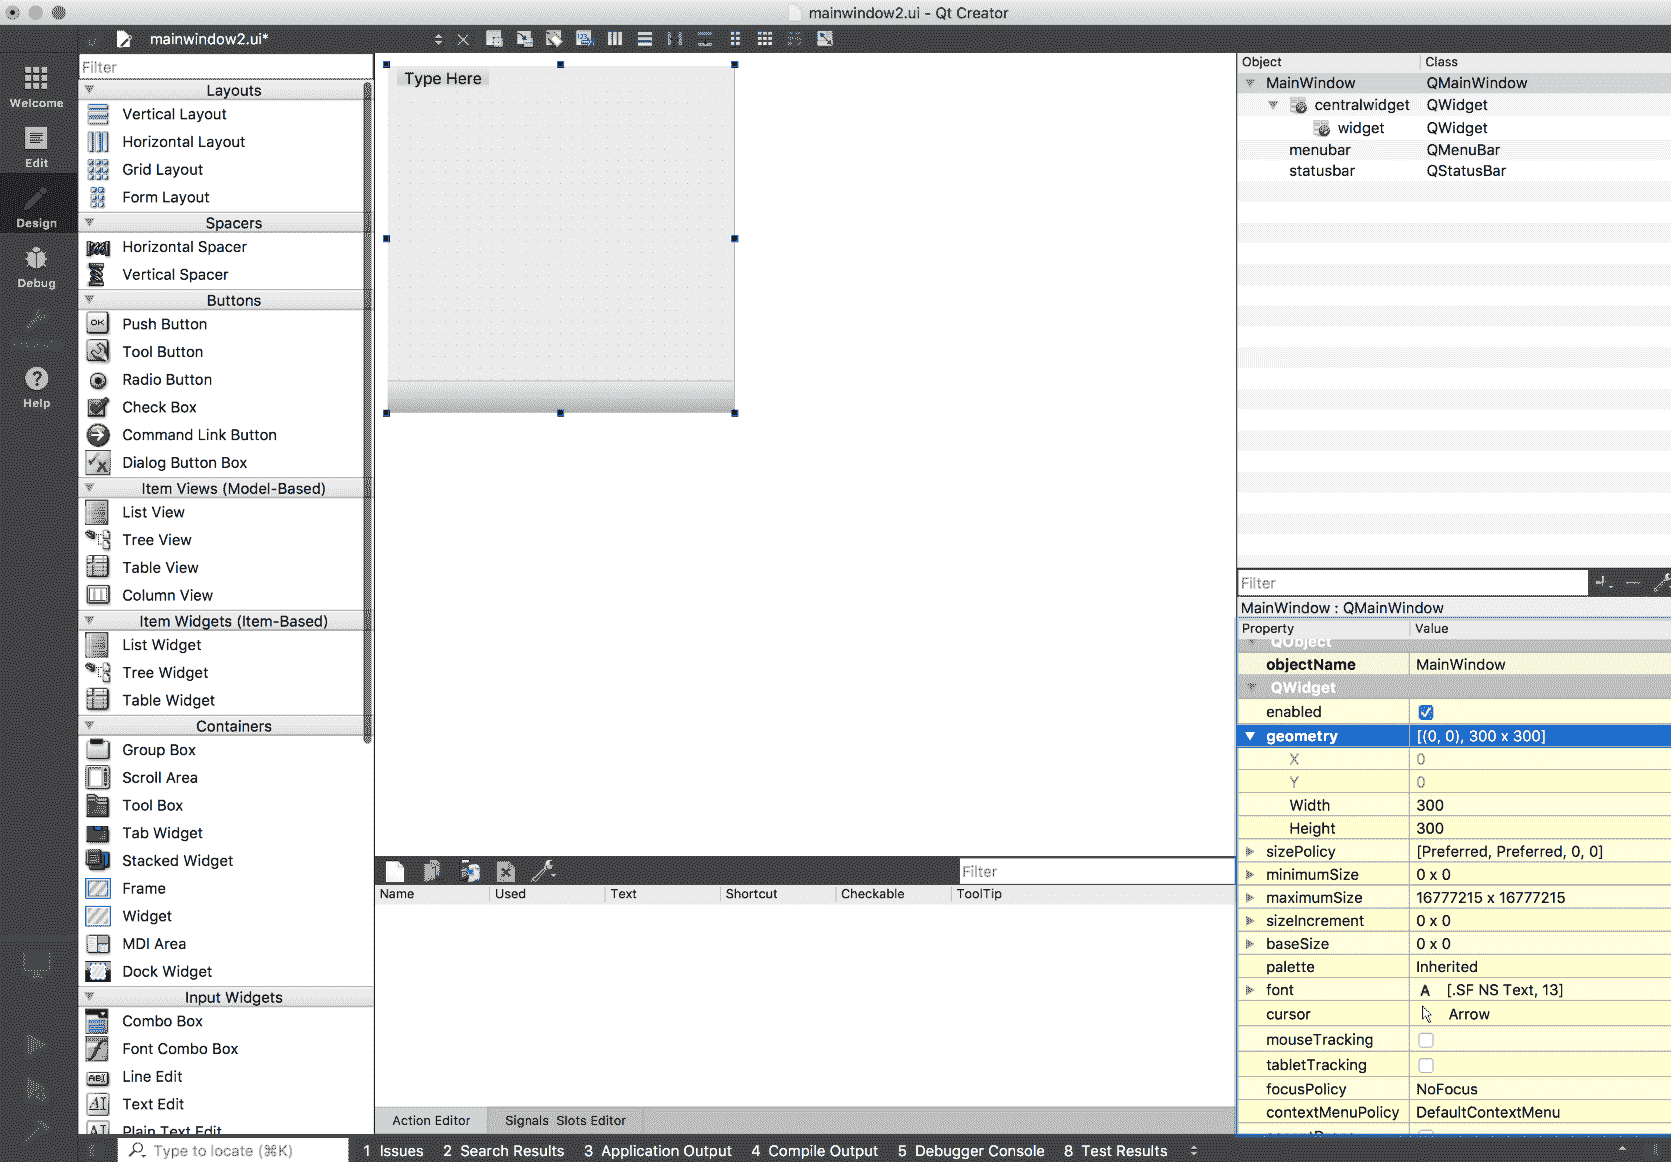 mainwindow2.ui - Qt Creator
mainwindow2.ui*
Welcome
Edit
Design
Debug
Help
Filter
Layouts
Vertical Layout
Horizontal Layout
Grid Layout
Form Layout
Spacers
Horizontal Spacer
Vertical Spacer
Buttons
OK Push Button
Tool Button
Radio Button
Check Box
Command Link Button
Dialog Button Box
Item Views (Model-Based)
List View
Tree View
Table View
Column View
Item Widgets (Item-Based)
List Widget
Tree Widget
Table Widget
Containers
Group Box
Scroll Area
Tool Box
Tab Widget
Stacked Widget
Frame
Widget
MDI Area
Dock Widget
Input Widgets
Combo Box
Font Combo Box
Line Edit
Text Edit
Plain Text Edit
Type Here
Object Class
MainWindow QMainWindow
centralwidget QWidget
widget QWidget
menubar QMenuBar
statusbar QStatusBar
Filter
MainWindow : QMainWindow
Property Value
QObject
objectName MainWindow
QWidget
enabled
geometry [(0, 0), 300 x 300]
X 0
Y 0
Width 300
Height 300
sizePolicy [Preferred, Preferred, 0, 0]
minimumSize 0 x 0
maximumSize 16777215 x 16777215
sizeIncrement 0 x 0
baseSize 0 x 0
palette Inherited
font A [.SF NS Text, 13]
cursor Arrow
mouseTracking
tabletTracking
focusPolicy NoFocus
contextMenuPolicy DefaultContextMenu
Filter
Name Used Text Shortcut Checkable ToolTip
Action Editor Signals Slots Editor
Type to locate (⌘K) 1 Issues 2 Search Results 3 Application Output 4 Compile Output 5 Debugger Console 8 Test Results